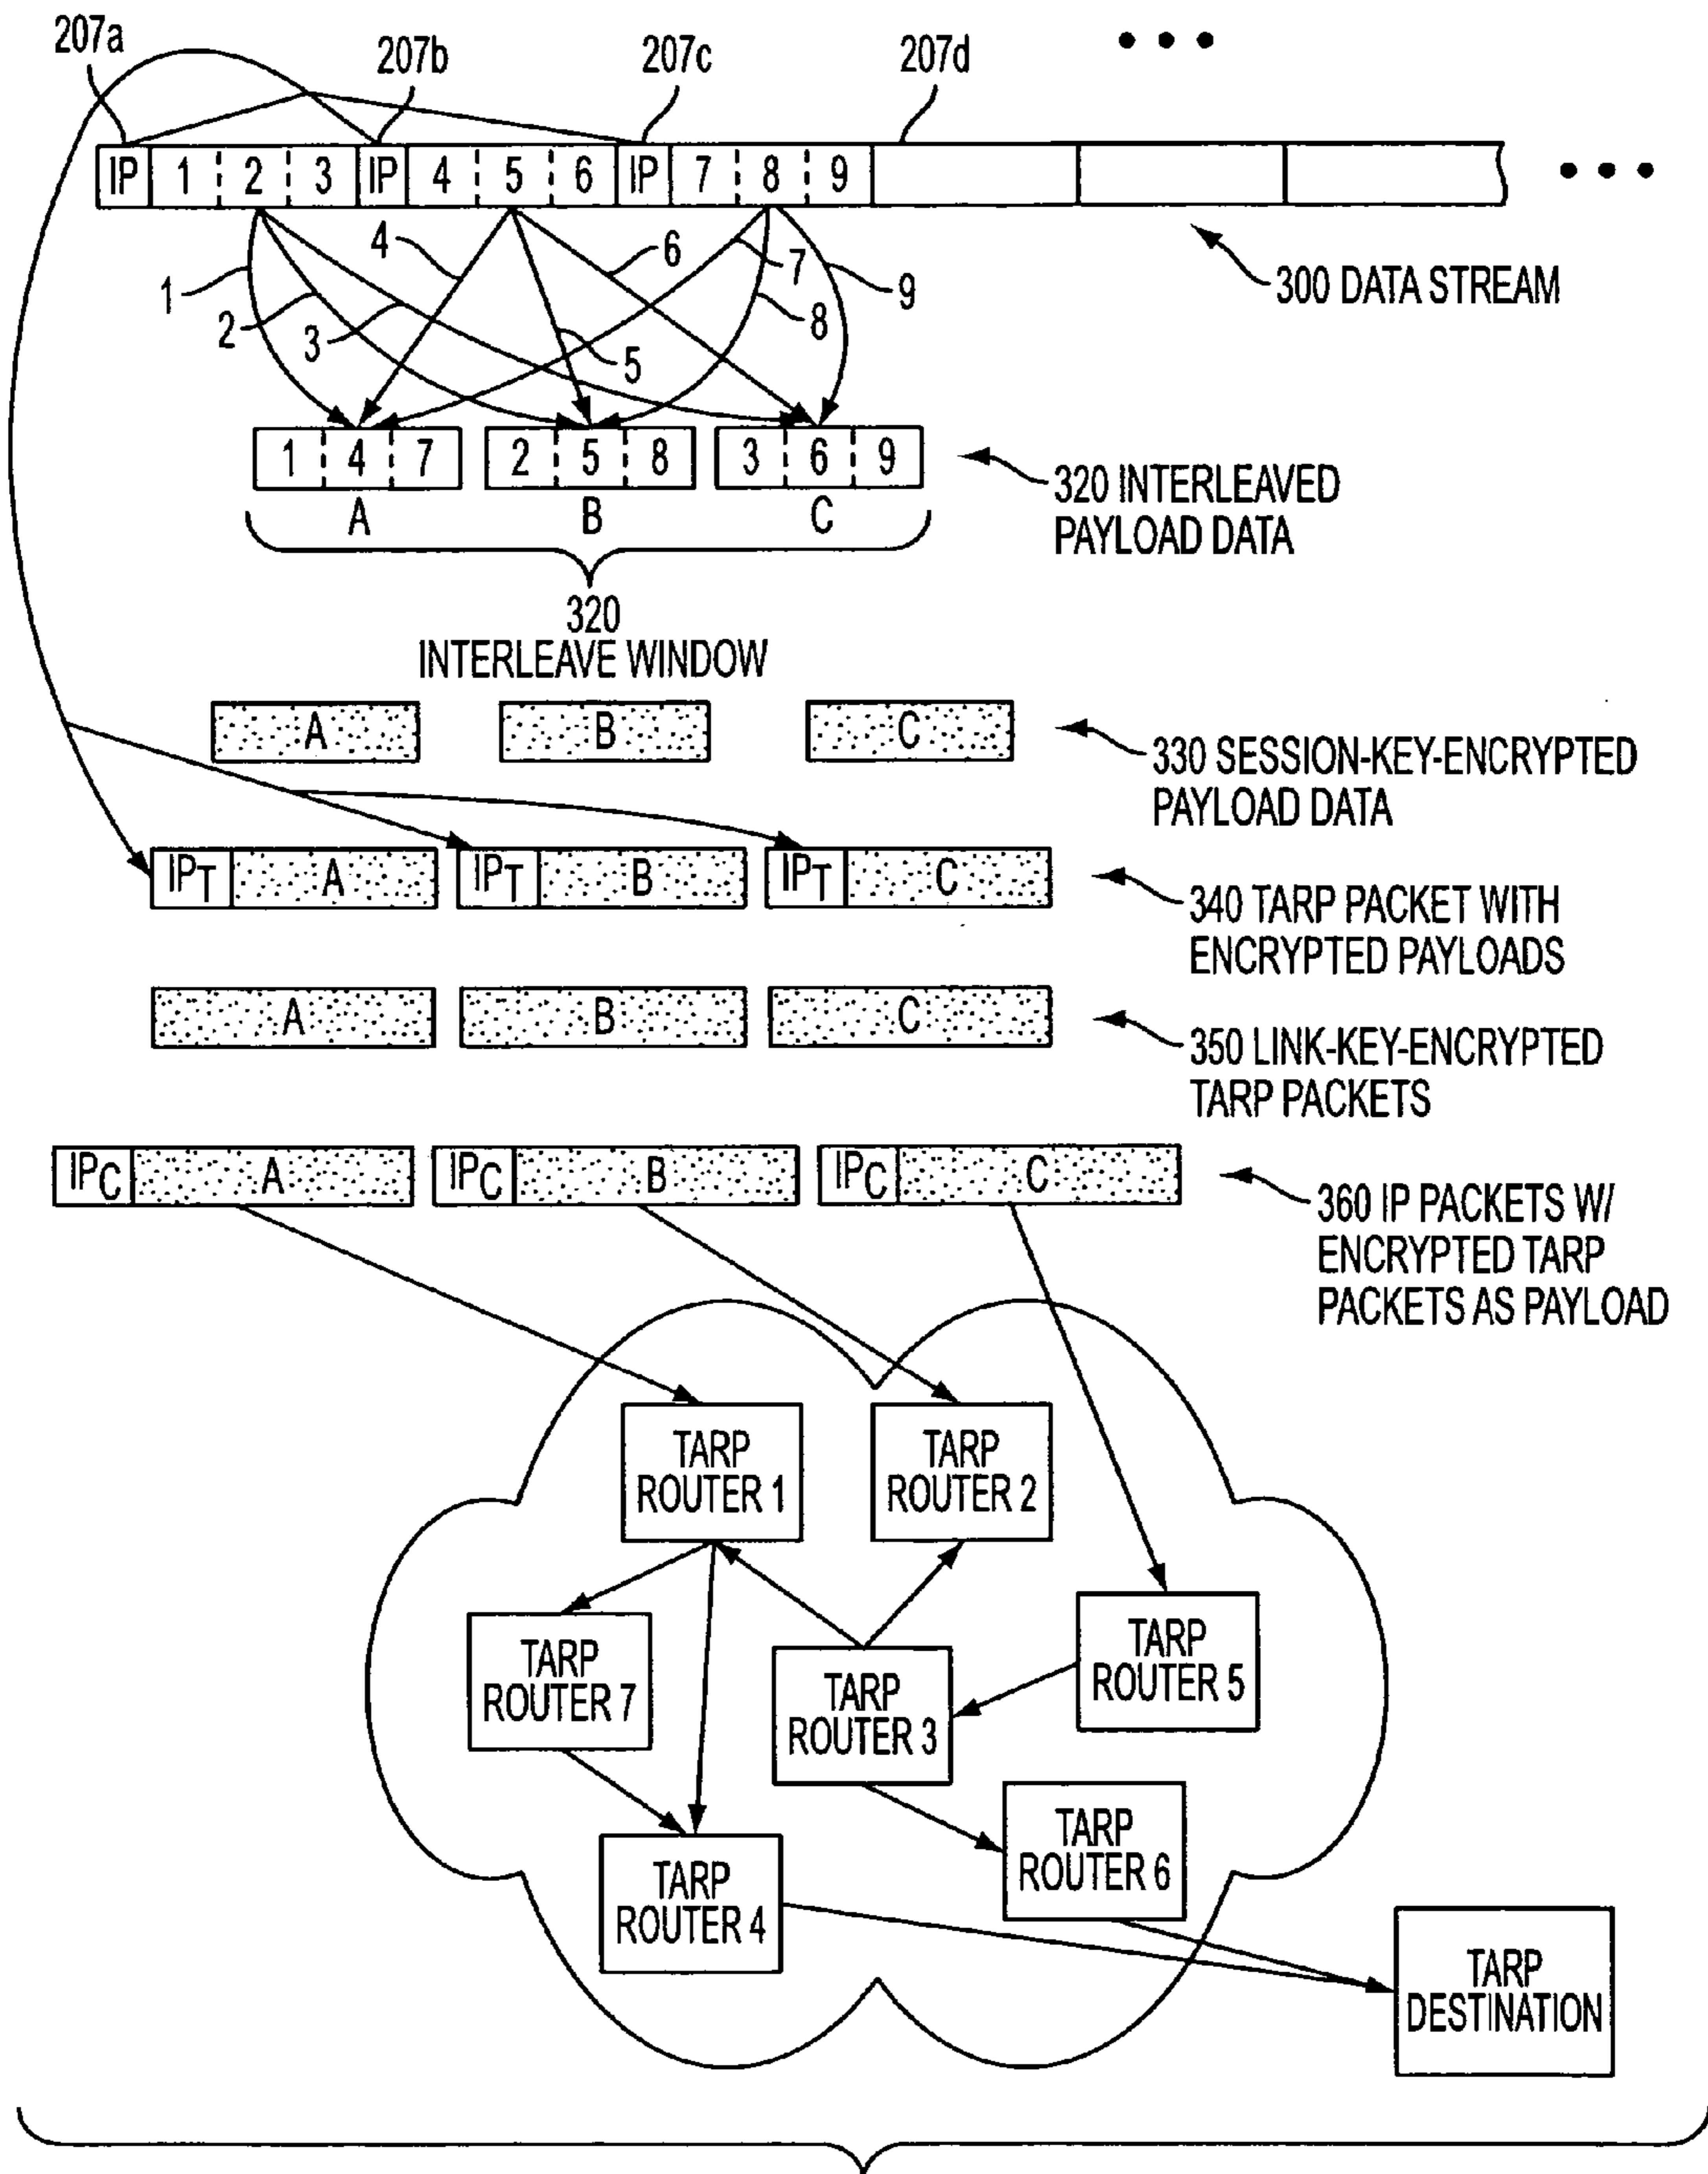 207a
207b
207c
207d
IP 1 2 3 IP 4 5 6 IP 7 8 9
300 DATA STREAM
1
2
3
4
5
6
7
8
9
1 4 7
2 5 8
3 6 9
A
B
C
320 INTERLEAVED
PAYLOAD DATA
320
INTERLEAVE WINDOW
A
B
C
330 SESSION-KEY-ENCRYPTED
PAYLOAD DATA
IPT A
IPT B
IPT C
340 TARP PACKET WITH
ENCRYPTED PAYLOADS
A
B
C
350 LINK-KEY-ENCRYPTED
TARP PACKETS
IPC A
IPC B
IPC C
360 IP PACKETS W/
ENCRYPTED TARP
PACKETS AS PAYLOAD
TARP
ROUTER 1
TARP
ROUTER 2
TARP
ROUTER 7
TARP
ROUTER 3
TARP
ROUTER 5
TARP
ROUTER 4
TARP
ROUTER 6
TARP
DESTINATION